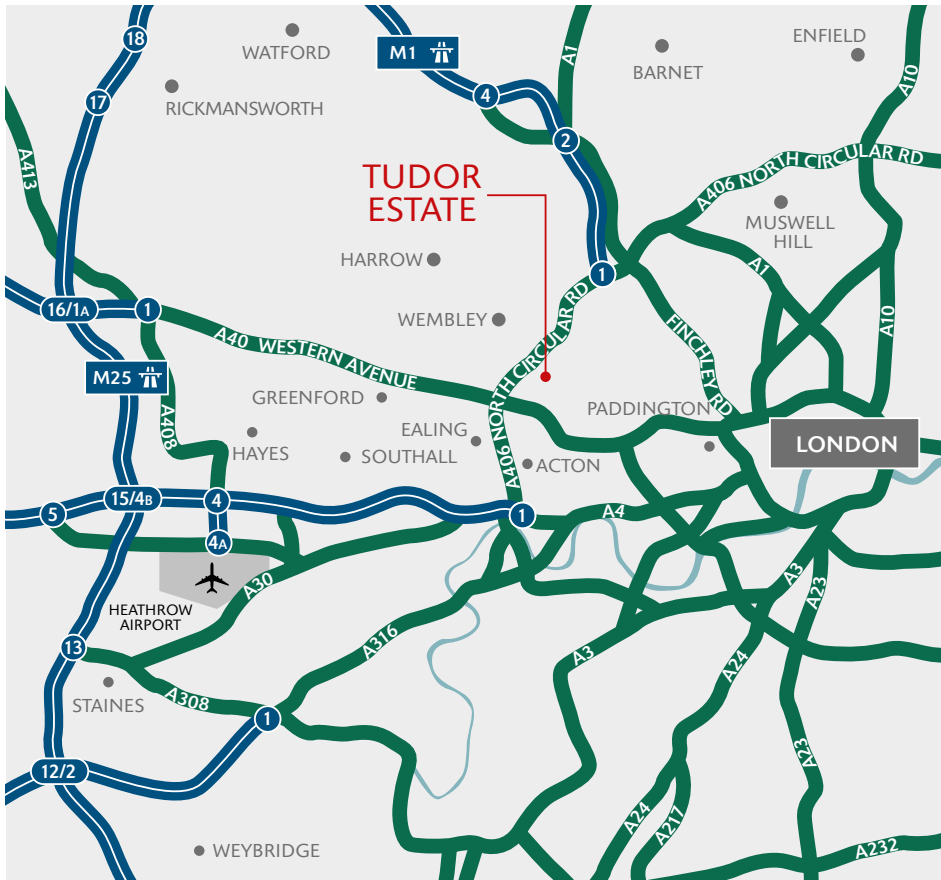 18
WATFORD
M1
A1
BARNET
ENFIELD
A10
17
RICKMANSWORTH
4
2
A413
TUDOR
ESTATE
A406 NORTH CIRCULAR RD
MUSWELL
HILL
HARROW
1
A1
16/1A
1
WEMBLEY
A406 NORTH CIRCULAR RD
FINCHLEY RD
A10
A40 WESTERN AVENUE
M25
GREENFORD
PADDINGTON
A408
HAYES
EALING
SOUTHALL
ACTON
LONDON
5
15/4B
4
1
A4
4A
HEATHROW
AIRPORT
A30
A3
A23
13
A316
A3
A24
STAINES
A308
1
12/2
A23
A24
A217
WEYBRIDGE
A232